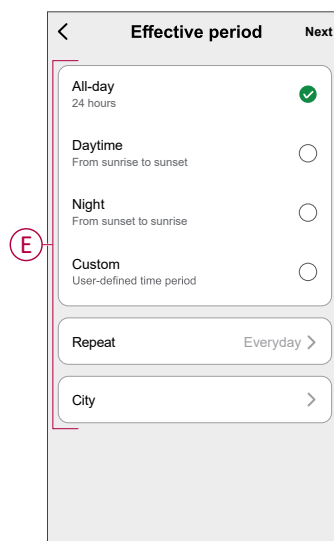 Effective period Next
All-day
24 hours
Daytime
From sunrise to sunset
Night
From sunset to sunrise
E
Custom
User-defined time period
Repeat Everyday
City